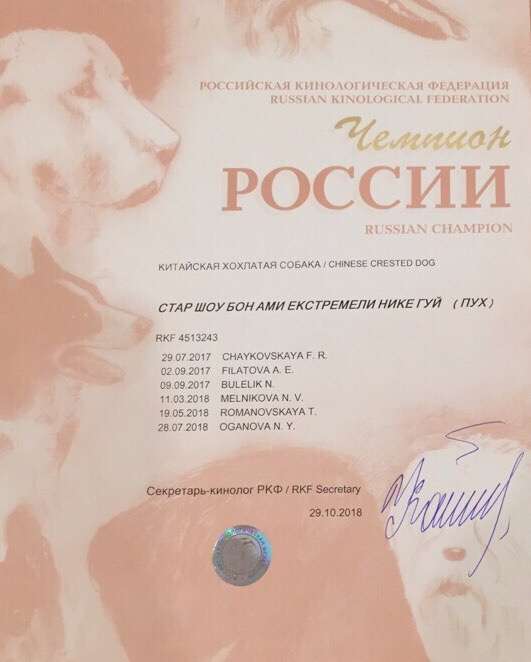 РОССИЙСКАЯ КИНОЛОГИЧЕСКАЯ ФЕДЕРАЦИЯ
RUSSIAN KINOLOGICAL FEDERATION
Чемпион
РОССИИ
RUSSIAN CHAMPION
КИТАЙСКАЯ ХОХЛАТАЯ СОБАКА / CHINESE CRESTED DOG
СТАР ШОУ БОН АМИ ЕКСТРЕМЕЛИ НИКЕ ГУЙ ( ПУХ )
RKF 4513243
29.07.2017 CHAYKOVSKAYA F. R.
02.09.2017 FILATOVA A. E.
09.09.2017 BULELIK N.
11.03.2018 MELNIKOVA N. V.
19.05.2018 ROMANOVSKAYA T.
28.07.2018 OGANOVA N. Y.
Секретарь-кинолог РКФ / RKF Secretary
29.10.2018